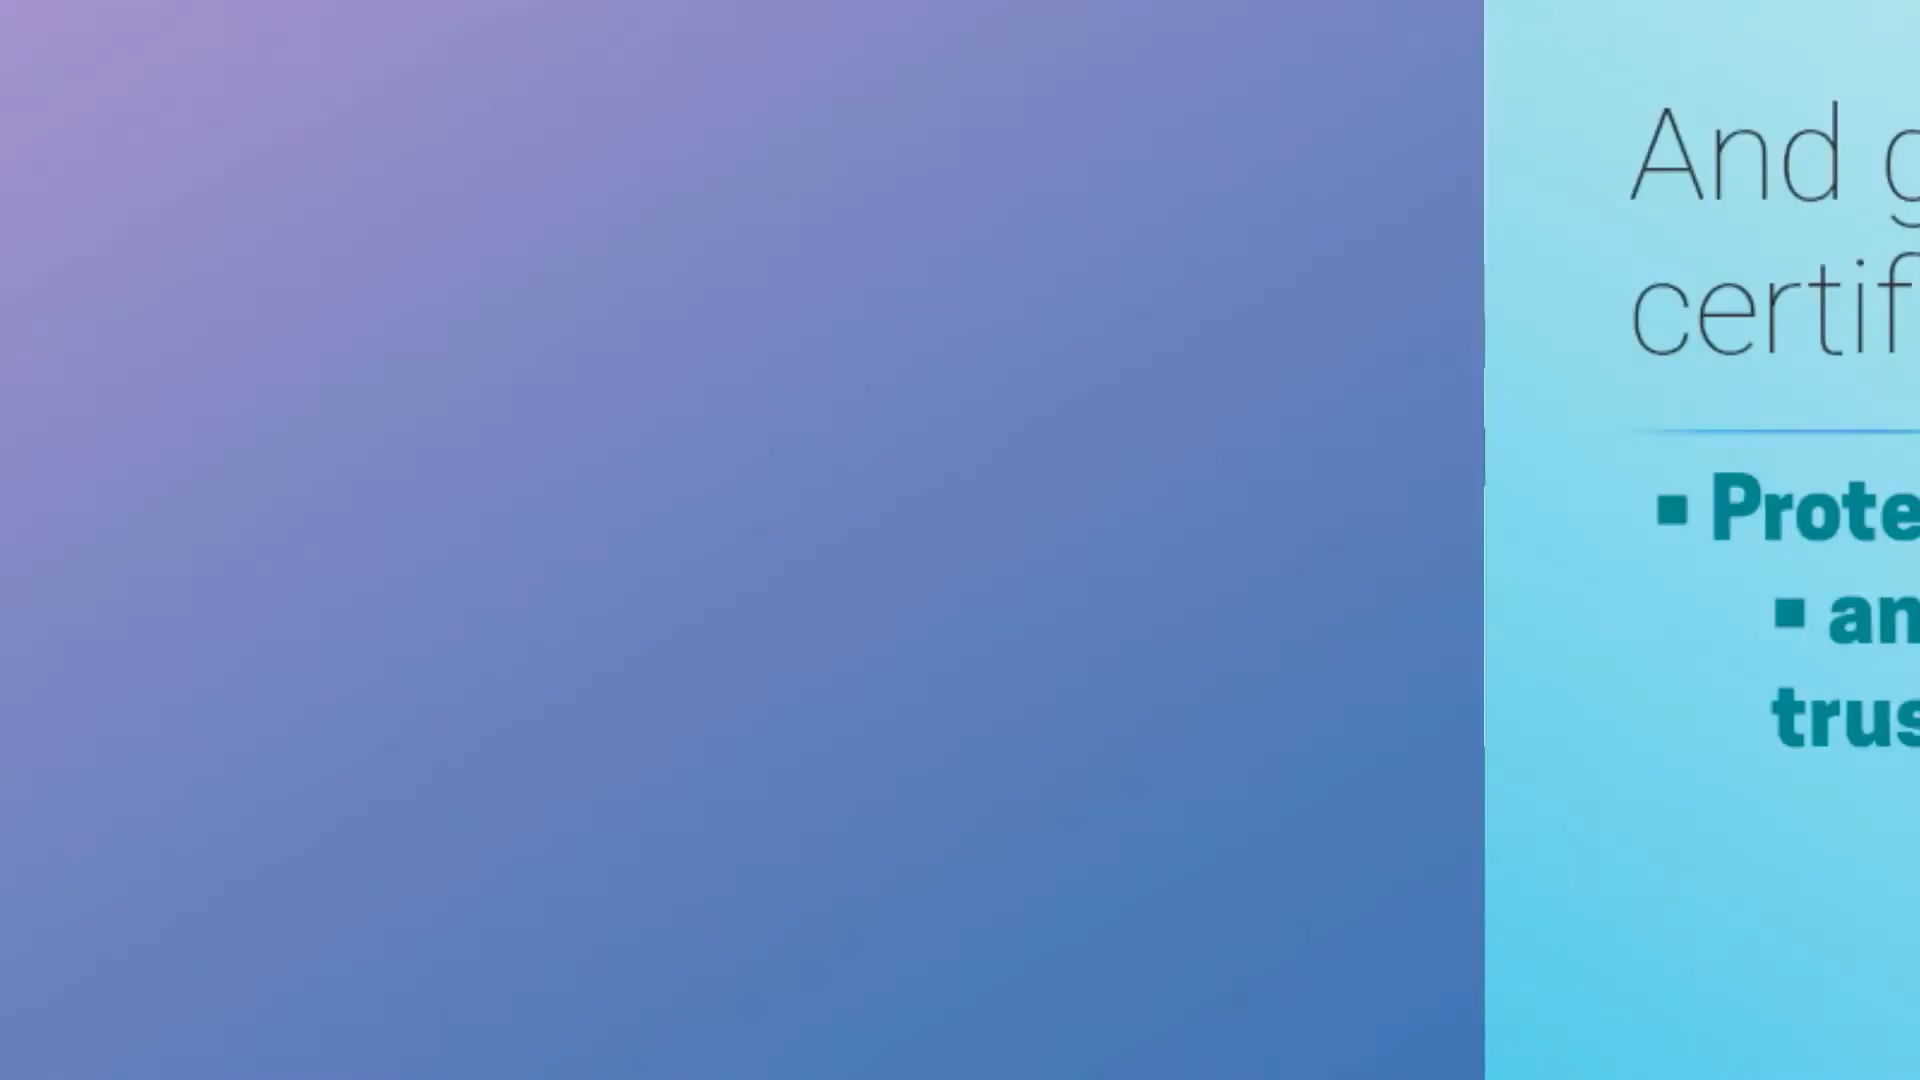 And
certif
▪ Prote
▪ an
trus